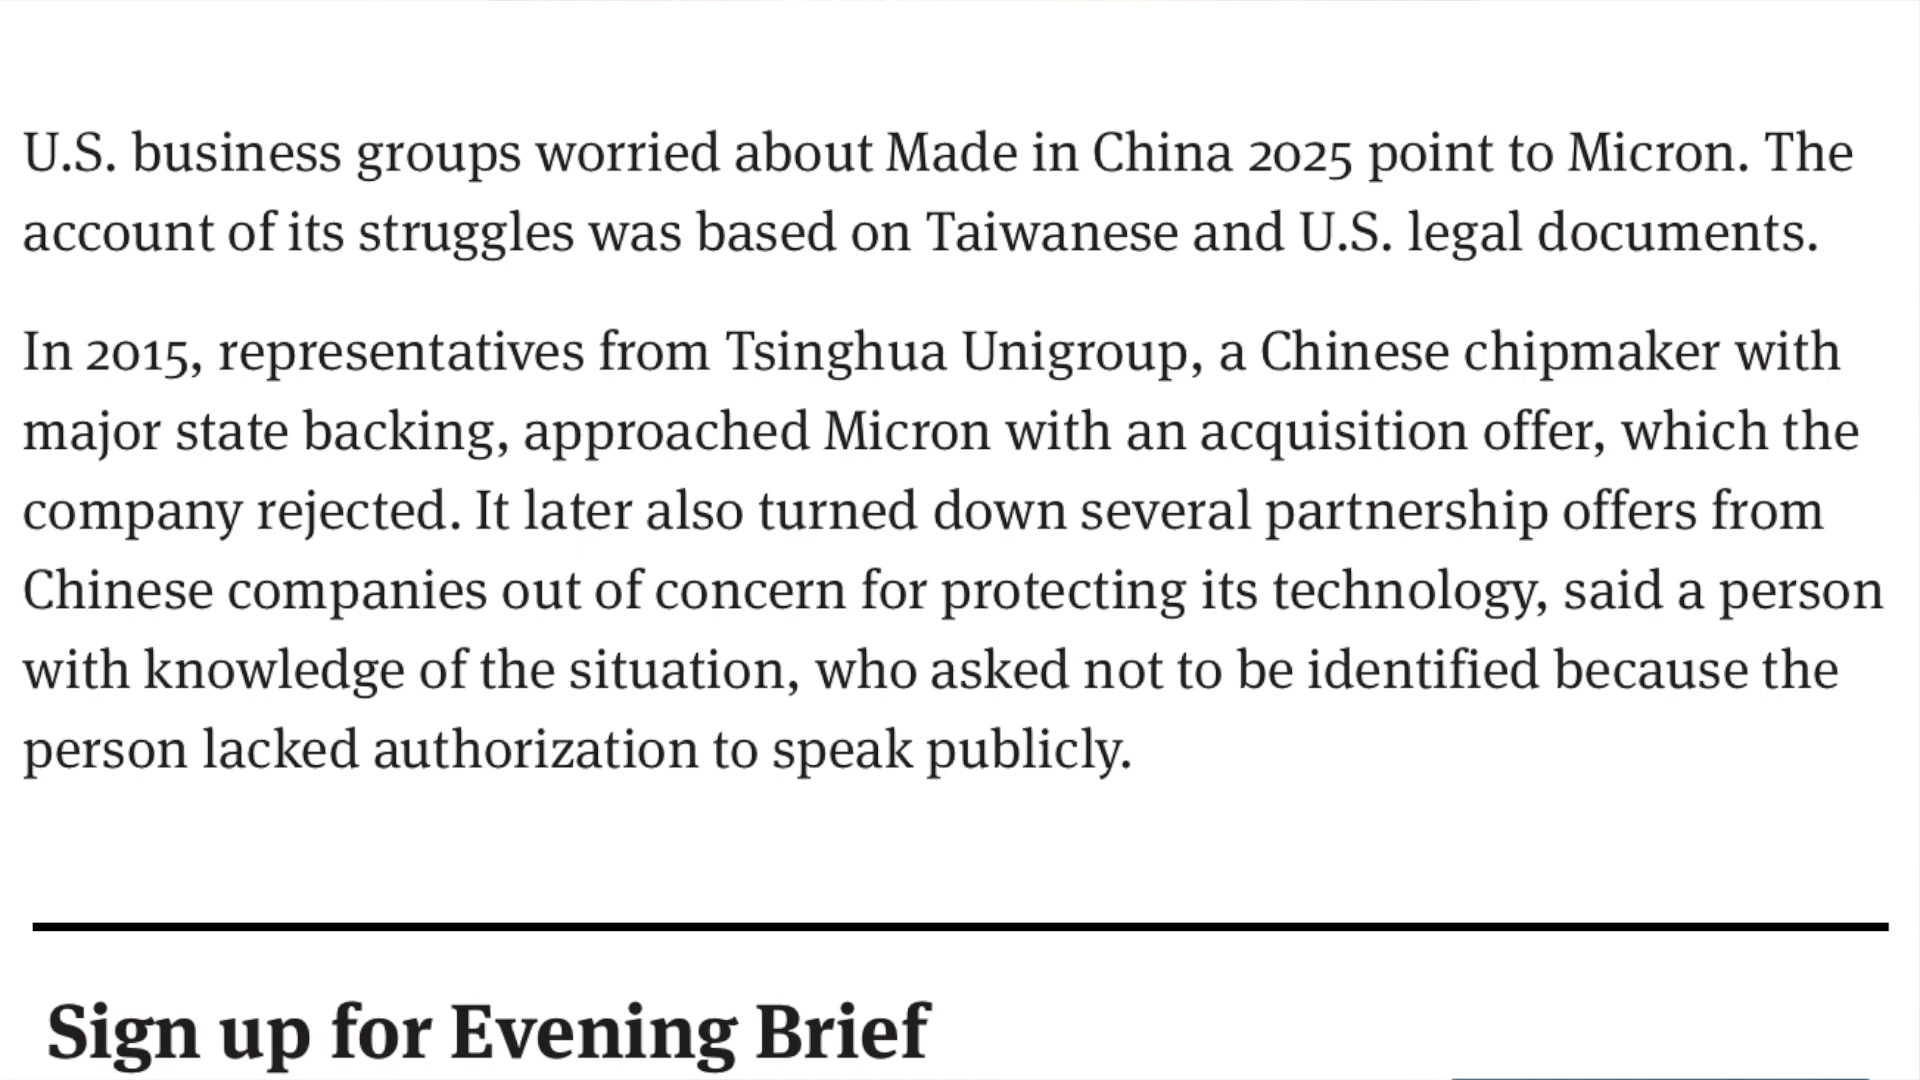 U.S. business groups worried about Made in China 2025 point to Micron. The
account of its struggles was based on Taiwanese and U.S. legal documents.
In 2015, representatives from Tsinghua Unigroup, a Chinese chipmaker with
major state backing, approached Micron with an acquisition offer, which the
company rejected. It later also turned down several partnership offers from
Chinese companies out of concern for protecting its technology, said a person
with knowledge of the situation, who asked not to be identified because the
person lacked authorization to speak publicly.
Sign up for Evening Brief